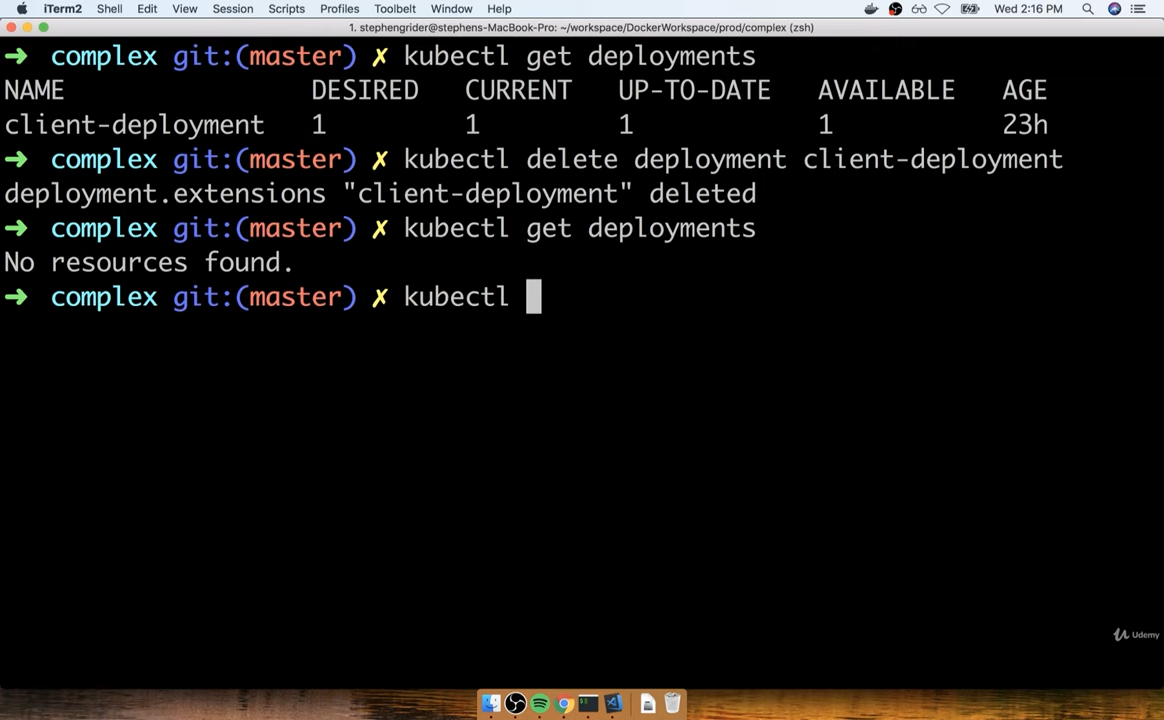 iTerm2 Shell Edit View Session Scripts Profiles Toolbelt Window Help Wed 2:16 PM
1. stephengrider@stephens-MacBook-Pro: ~/workspace/DockerWorkspace/prod/complex (zsh)
➜ complex git:(master) ✗ kubectl get deployments
NAME DESIRED CURRENT UP-TO-DATE AVAILABLE AGE
client-deployment 1 1 1 1 23h
➜ complex git:(master) ✗ kubectl delete deployment client-deployment
deployment.extensions "client-deployment" deleted
➜ complex git:(master) ✗ kubectl get deployments
No resources found.
➜ complex git:(master) ✗ kubectl
Udemy